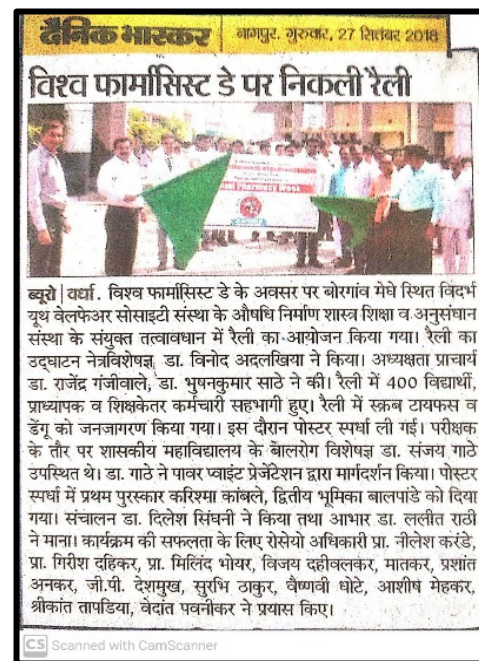 दैनिक भास्कर
नागपुर, गुरुवार, 27 सितंबर 2018
विश्व फार्मासिस्ट डे पर निकली रैली
Pharmacy Week
ब्यूरो | वर्धा. विश्व फार्मासिस्ट डे के अवसर पर बोरगांव मेघे स्थित विदर्भ
यूथ वेलफेअर सोसाइटी संस्था के औषधि निर्माण शास्त्र शिक्षा व अनुसंधान
संस्था के संयुक्त तत्वावधान में रैली का आयोजन किया गया। रैली का
उद्घाटन नेत्रविशेषज्ञ डा. विनोद अदलखिया ने किया। अध्यक्षता प्राचार्य
डा. राजेंद्र गंजीवाले, डा. भुषनकुमार साठे ने की। रैली में 400 विद्यार्थी,
प्राध्यापक व शिक्षकेतर कर्मचारी सहभागी हुए। रैली में स्क्रब टायफस व
डेंगू को जनजागरण किया गया। इस दौरान पोस्टर स्पर्धा ली गई। परीक्षक
के तौर पर शासकीय महाविद्यालय के बालरोग विशेषज्ञ डा. संजय गाठे
उपस्थित थे। डा. गाठे ने पावर प्वाइंट प्रेजेंटेशन द्वारा मार्गदर्शन किया। पोस्टर
स्पर्धा में प्रथम पुरस्कार करिश्मा कांबले, द्वितीय भूमिका बालपांडे को दिया
गया। संचालन डा. दिलेश सिंघनी ने किया तथा आभार डा. ललीत राठी
ने माना। कार्यक्रम की सफलता के लिए रासेयो अधिकारी प्रा. नीलेश करंडे,
प्रा. गिरीश दहिकर, प्रा. मिलिंद भोयर, विजय दहीवलकर, मातकर, प्रशांत
अनकर, जी.पी. देशमुख, सुरभि ठाकुर, वैष्णवी धोटे, आशीष मेहकर,
श्रीकांत तापडिया, वेदांत पवनीकर ने प्रयास किए।
CS Scanned with CamScanner